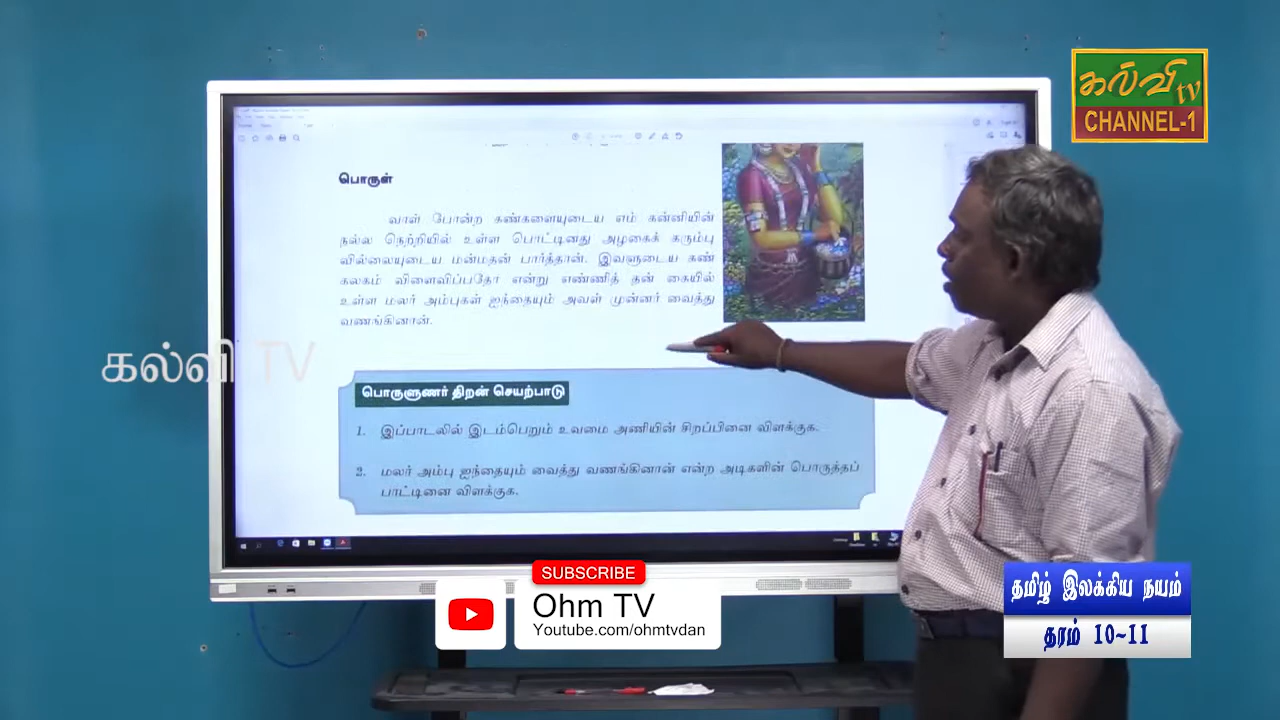 கல்வி tv
CHANNEL-1
பொருள்
வாள் போன்ற கண்களையுடைய எம் கன்னியின்
நல்ல நெற்றியில் உள்ள பொட்டினது அழகைக் கரும்பு
வில்லையுடைய மன்மதன் பார்த்தான். இவளுடைய கண்
கலகம் விளைவிப்பதோ என்று எண்ணித் தன் கையில்
உள்ள மலர் அம்புகள் ஐந்தையும் அவள் முன்னர் வைத்து
வணங்கினான்.
கல்வி TV
பொருளுணர் திறன் செயற்பாடு
1. இப்பாடலில் இடம்பெறும் உவமை அணியின் சிறப்பினை விளக்குக.
2. மலர் அம்பு ஐந்தையும் வைத்து வணங்கினான் என்ற அடிகளின் பொருத்தப்
பாட்டினை விளக்குக.
SUBSCRIBE
Ohm TV
Youtube.com/ohmtvdan
தமிழ் இலக்கிய நயம்
தரம் 10-11